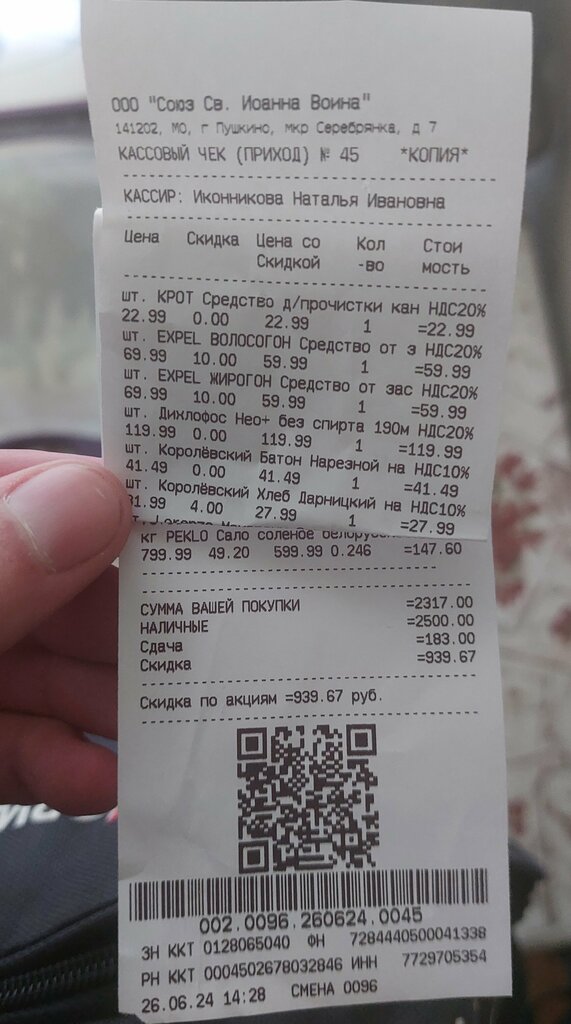 ООО "Союз Св. Иоанна Воина"
141202, МО, г Пушкино, мкр Серебрянка, д 7
КАССОВЫЙ ЧЕК (ПРИХОД) № 45 *КОПИЯ*
КАССИР: Иконникова Наталья Ивановна
Цена Скидка Цена со Кол Стои
Скидкой -во мость
шт. КРОТ Средство д/прочистки кан НДС20%
22.99 0.00 22.99 1 =22.99
шт. EXPEL ВОЛОСОГОН Средство от з НДС20%
69.99 10.00 59.99 1 =59.99
шт. EXPEL ЖИРОГОН Средство от зас НДС20%
69.99 10.00 59.99 1 =59.99
шт. Дихлофос Нео+ без спирта 190м НДС20%
119.99 0.00 119.99 1 =119.99
шт. Королёвский Батон Нарезной на НДС10%
41.49 0.00 41.49 1 =41.49
шт. Королёвский Хлеб Дарницкий на НДС10%
31.99 4.00 27.99 1 =27.99
кг PEKLO Сало соленое
799.99 49.20 599.99 0.246 =147.60
СУММА ВАШЕЙ ПОКУПКИ =2317.00
НАЛИЧНЫЕ =2500.00
Сдача =183.00
Скидка =939.67
Скидка по акциям =939.67 руб.
002.0096.260624.0045
ЗН ККТ 0128065040 ФН 7284440500041338
РН ККТ 0004502678032846 ИНН 7729705354
26.06.24 14:28 СМЕНА 0096